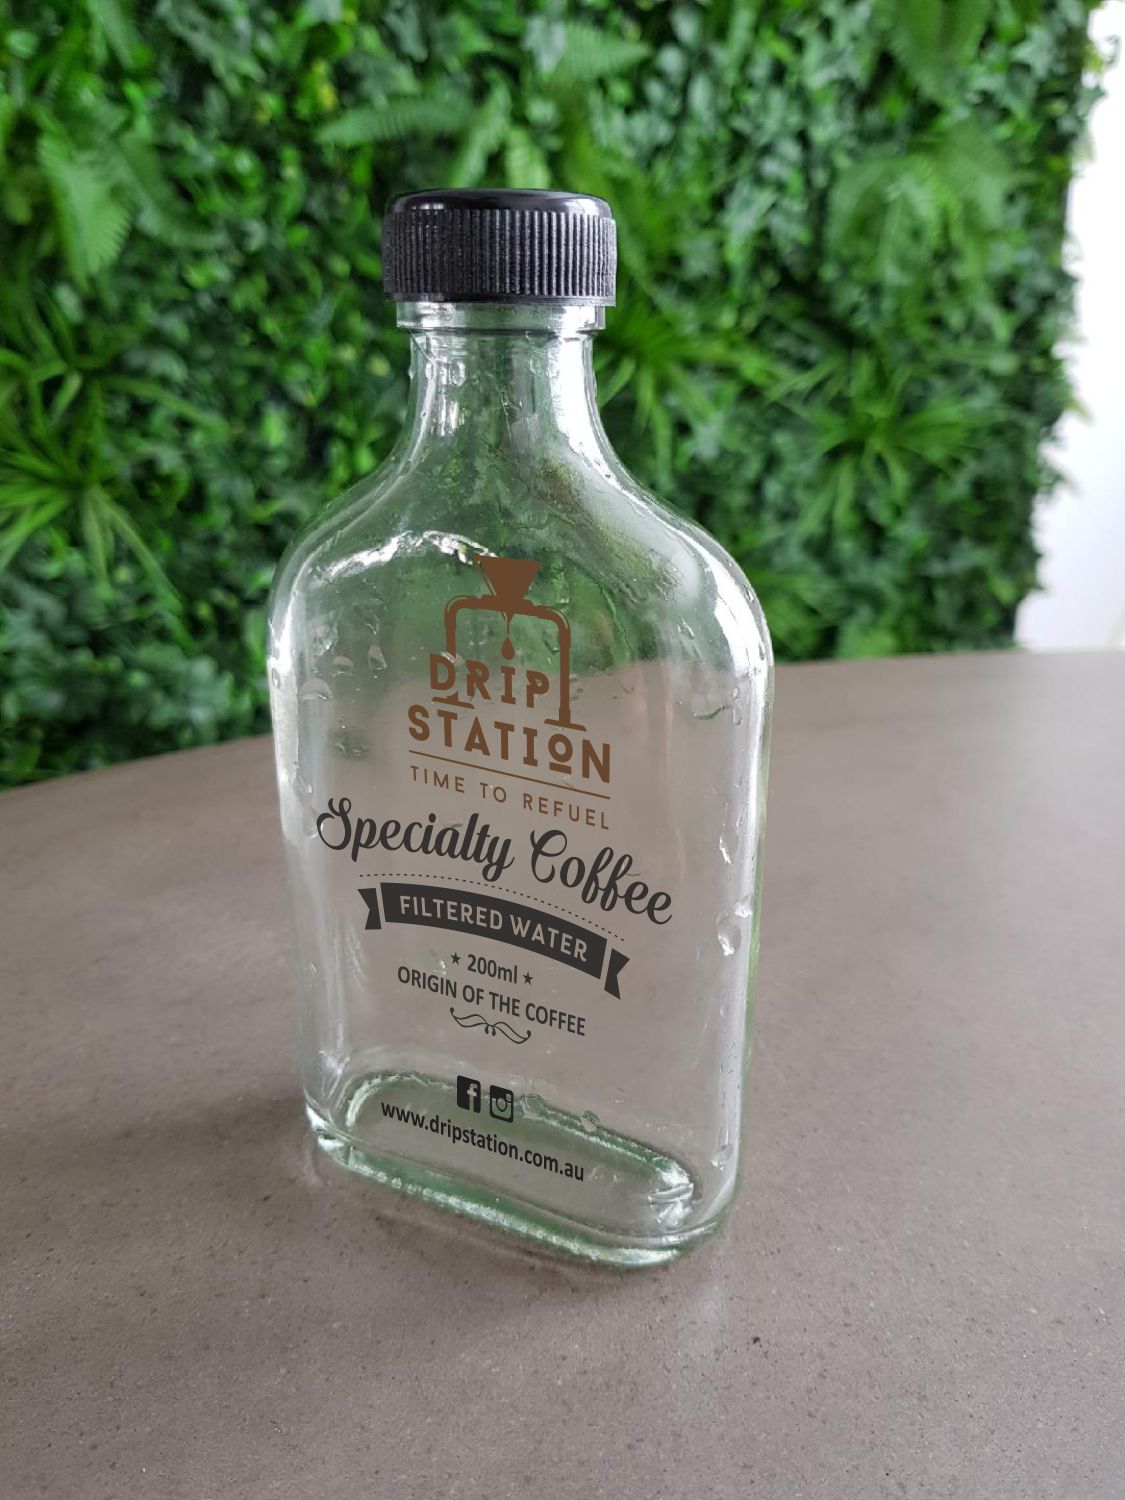 DRIP
STATION
TIME TO REFUEL
Specialty Coffee
FILTERED WATER
★ 200ml ★
ORIGIN OF THE COFFEE
f
www.dripstation.com.au